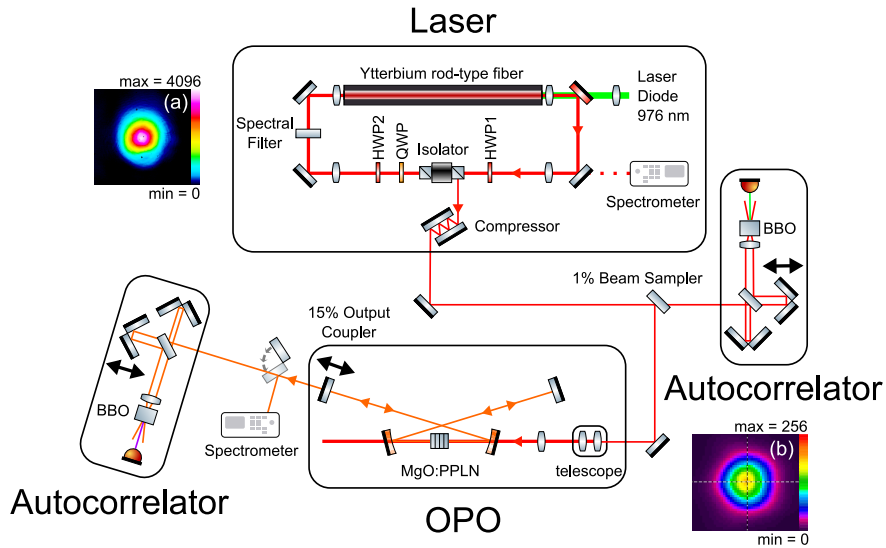 Laser
max = 4096
(a)
min = 0
Ytterbium rod-type fiber
Laser
Diode
976 nm
Spectral
Filter
HWP2
QWP
Isolator
HWP1
Spectrometer
Compressor
BBO
1% Beam Sampler
Autocorrelator
15% Output
Coupler
BBO
Spectrometer
Autocorrelator
MgO:PPLN
telescope
OPO
max = 256
(b)
min = 0